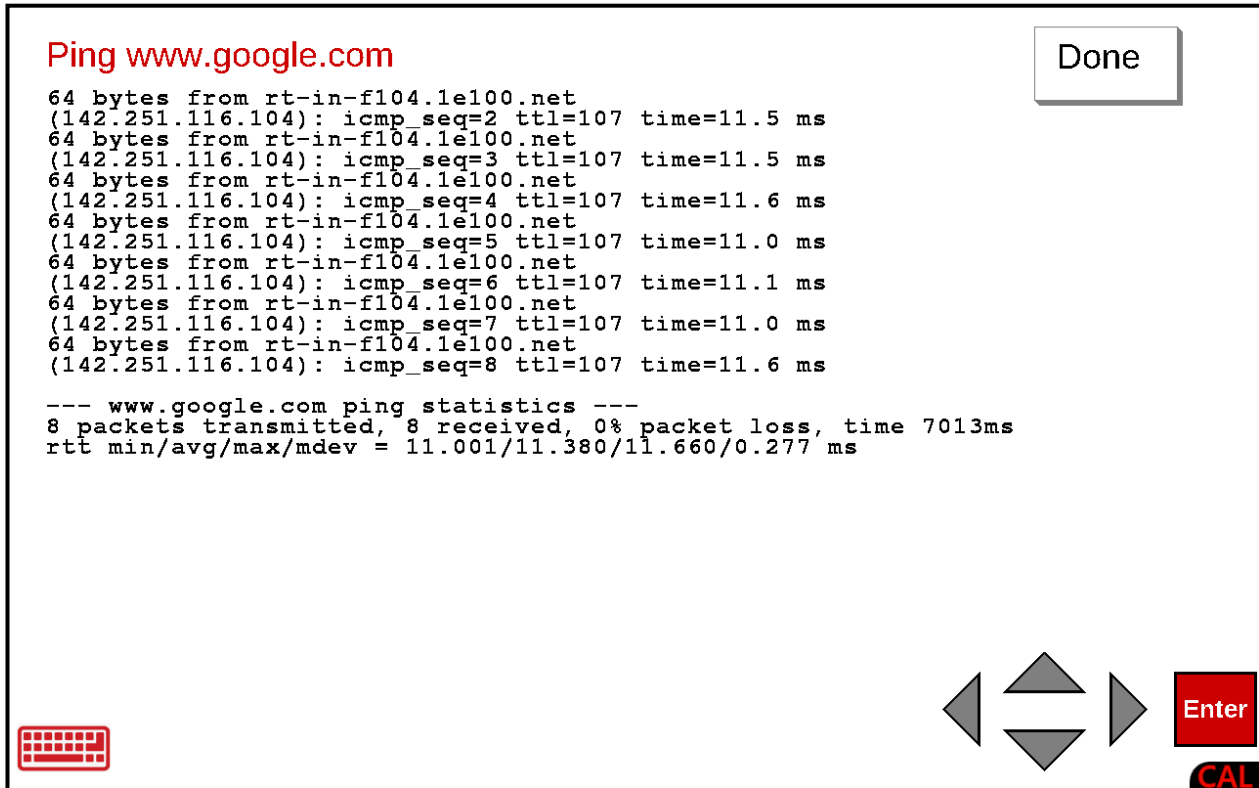 Ping www.google.com
Done
64 bytes from rt-in-f104.1e100.net
(142.251.116.104): icmp_seq=2 ttl=107 time=11.5 ms
64 bytes from rt-in-f104.1e100.net
(142.251.116.104): icmp_seq=3 ttl=107 time=11.5 ms
64 bytes from rt-in-f104.1e100.net
(142.251.116.104): icmp_seq=4 ttl=107 time=11.6 ms
64 bytes from rt-in-f104.1e100.net
(142.251.116.104): icmp_seq=5 ttl=107 time=11.0 ms
64 bytes from rt-in-f104.1e100.net
(142.251.116.104): icmp_seq=6 ttl=107 time=11.1 ms
64 bytes from rt-in-f104.1e100.net
(142.251.116.104): icmp_seq=7 ttl=107 time=11.0 ms
64 bytes from rt-in-f104.1e100.net
(142.251.116.104): icmp_seq=8 ttl=107 time=11.6 ms
--- www.google.com ping statistics ---
8 packets transmitted, 8 received, 0% packet loss, time 7013ms
rtt min/avg/max/mdev = 11.001/11.380/11.660/0.277 ms
Enter
CAL